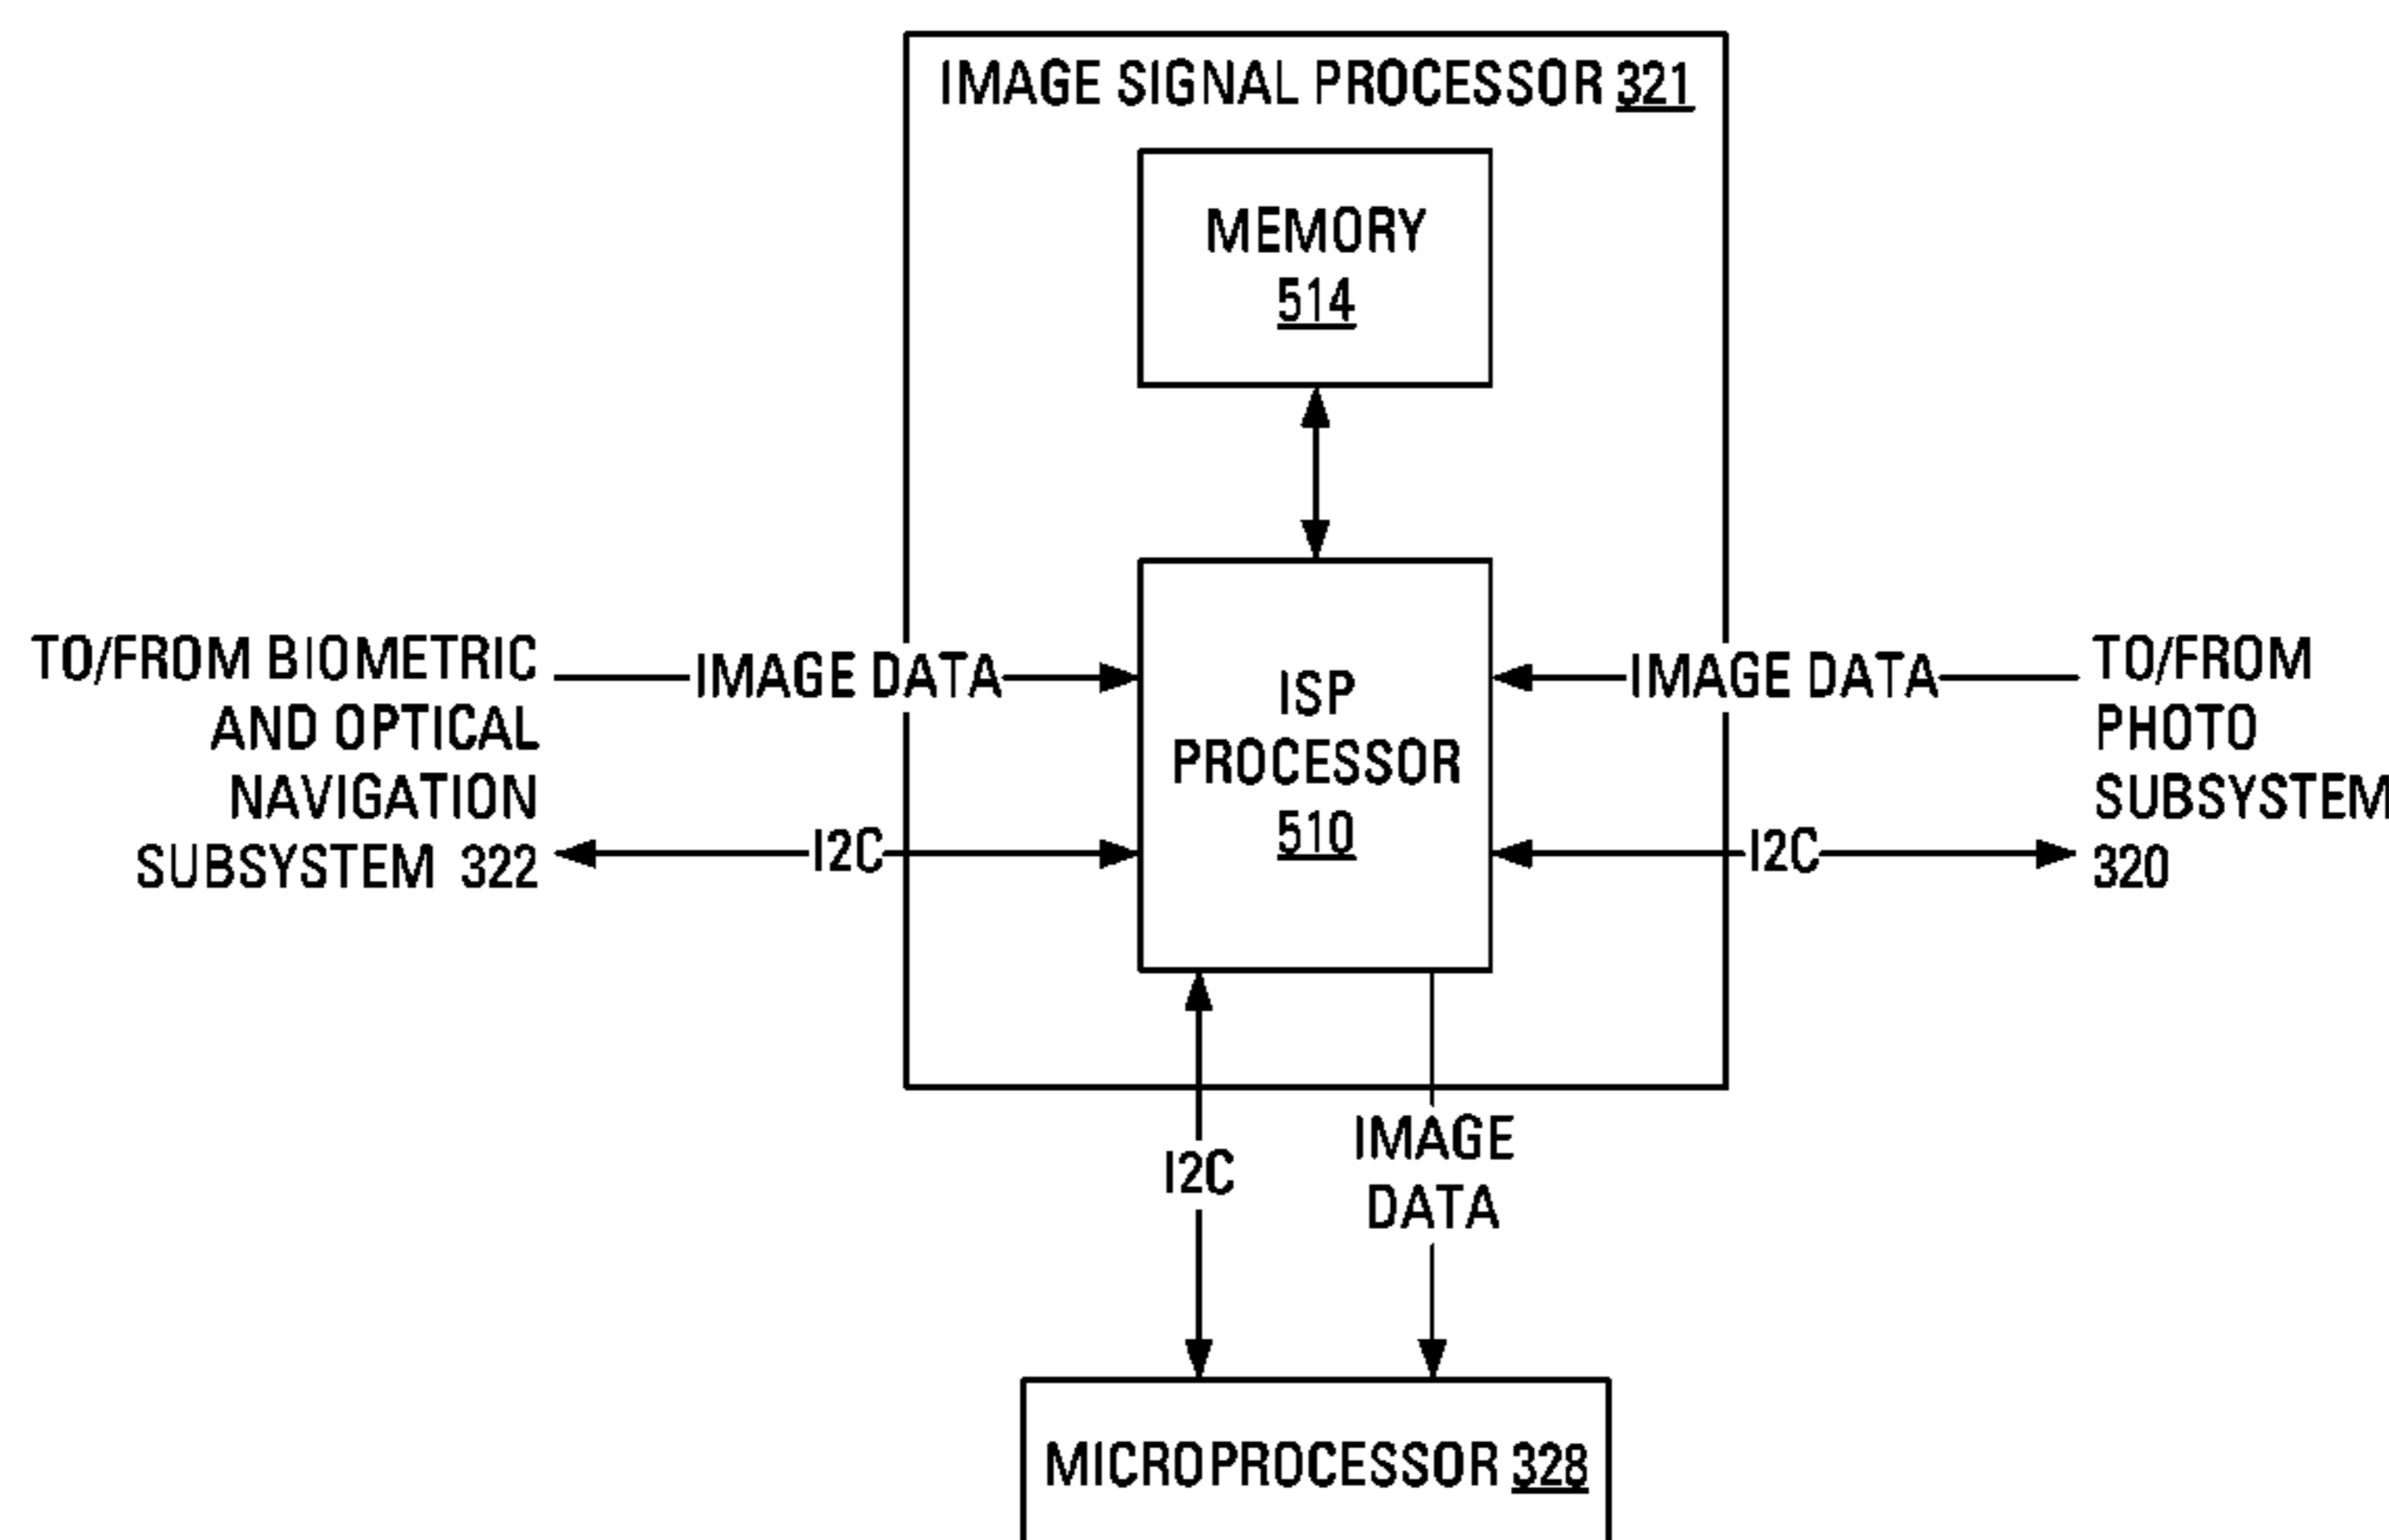 IMAGE SIGNAL PROCESSOR 321
MEMORY
514
TO/FROM BIOMETRIC
AND OPTICAL
NAVIGATION
SUBSYSTEM 322
IMAGE DATA
I2C
ISP
PROCESSOR
510
IMAGE DATA
I2C
TO/FROM
PHOTO
SUBSYSTEM
320
I2C
IMAGE
DATA
MICROPROCESSOR 328